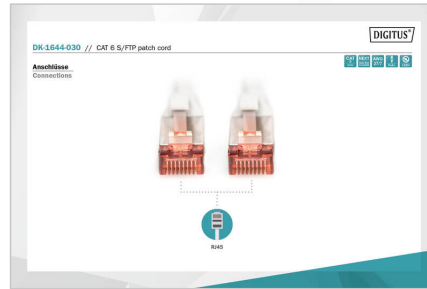 DIGITUS®
DK-1644-030 // CAT 6 S/FTP patch cord
Anschlüsse
Connections
RJ45